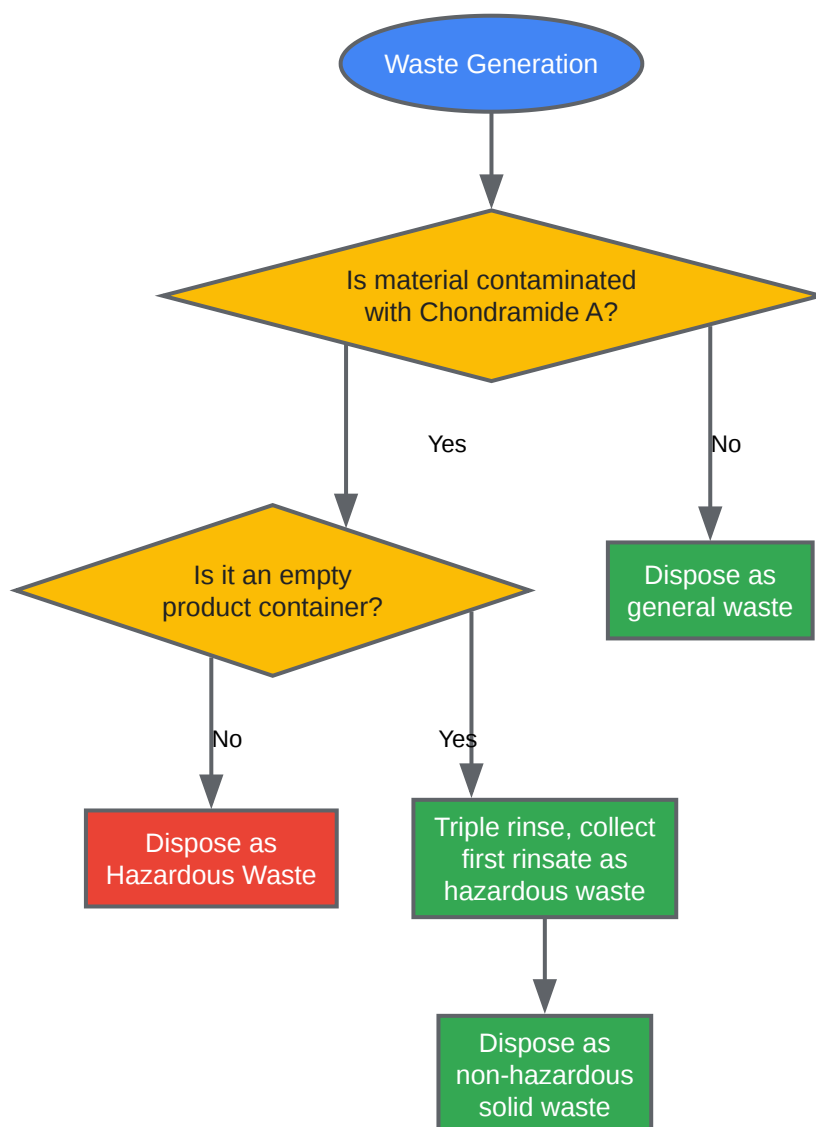 Waste Generation
Is material contaminated
with Chondramide A?
Yes
No
Is it an empty
product container?
Dispose as
general waste
No
Yes
Dispose as
Hazardous Waste
Triple rinse, collect
first rinsate as
hazardous waste
Dispose as
non-hazardous
solid waste